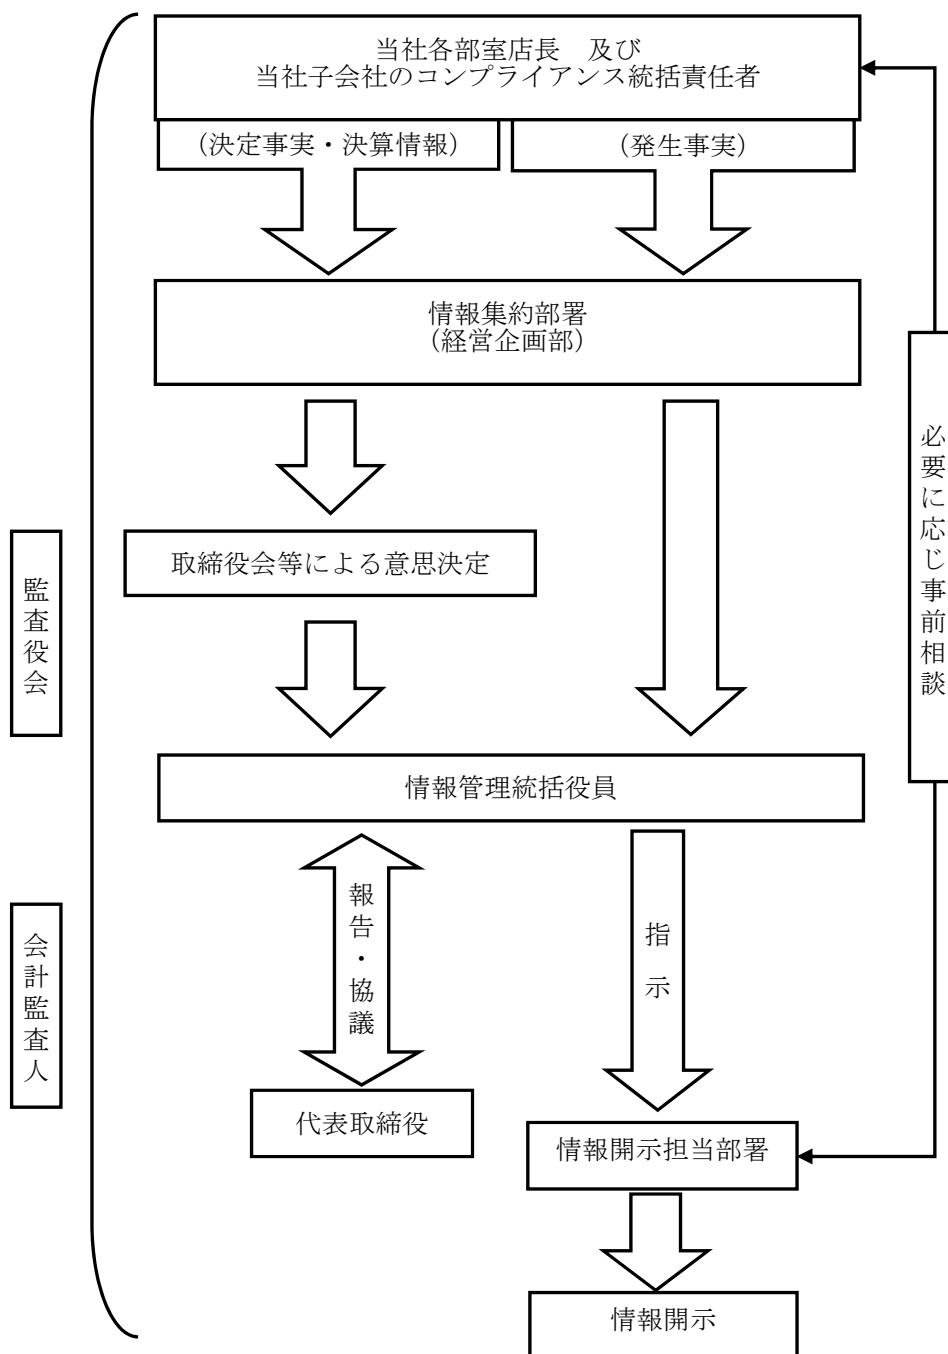 当社各部室店長　及び
当社子会社のコンプライアンス統括責任者
（決定事実・決算情報）
（発生事実）
情報集約部署
（経営企画部）
必要に応じ事前相談
取締役会等による意思決定
監査役会
情報管理統括役員
報告・協議
指示
会計監査人
代表取締役
情報開示担当部署
情報開示